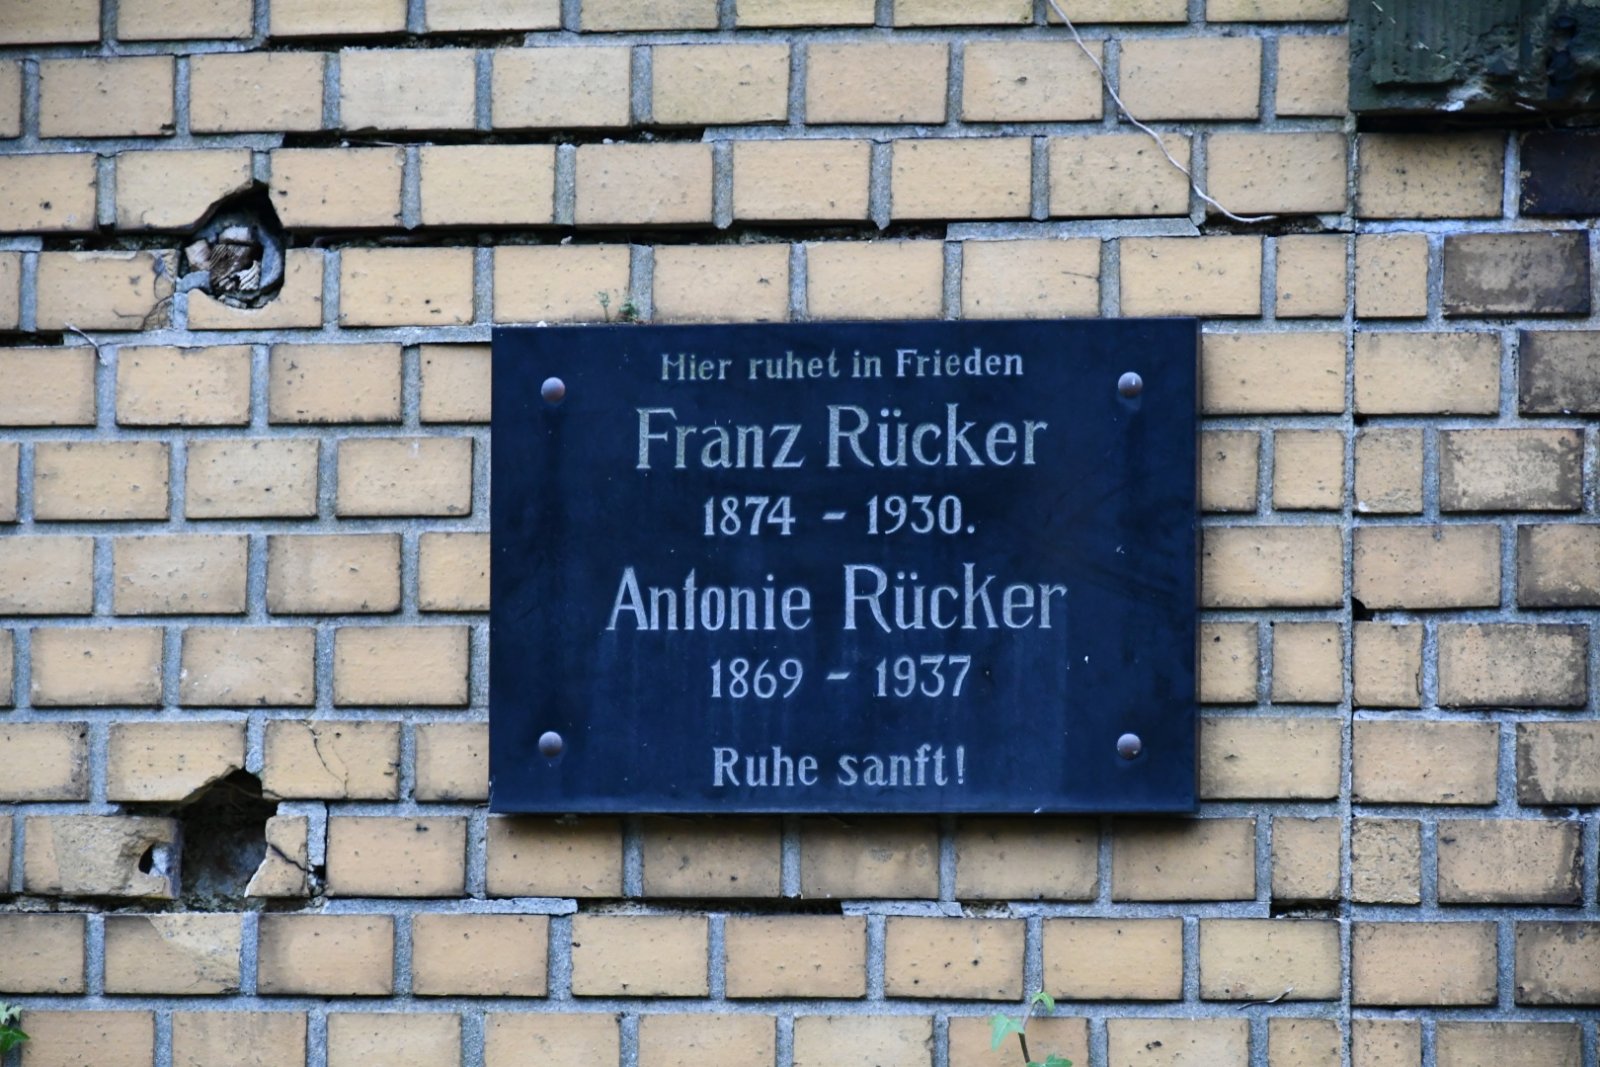 Hier ruhet in Frieden
Franz Rücker
1874 - 1930.
Antonie Rücker
1869 - 1937
Ruhe sanft!